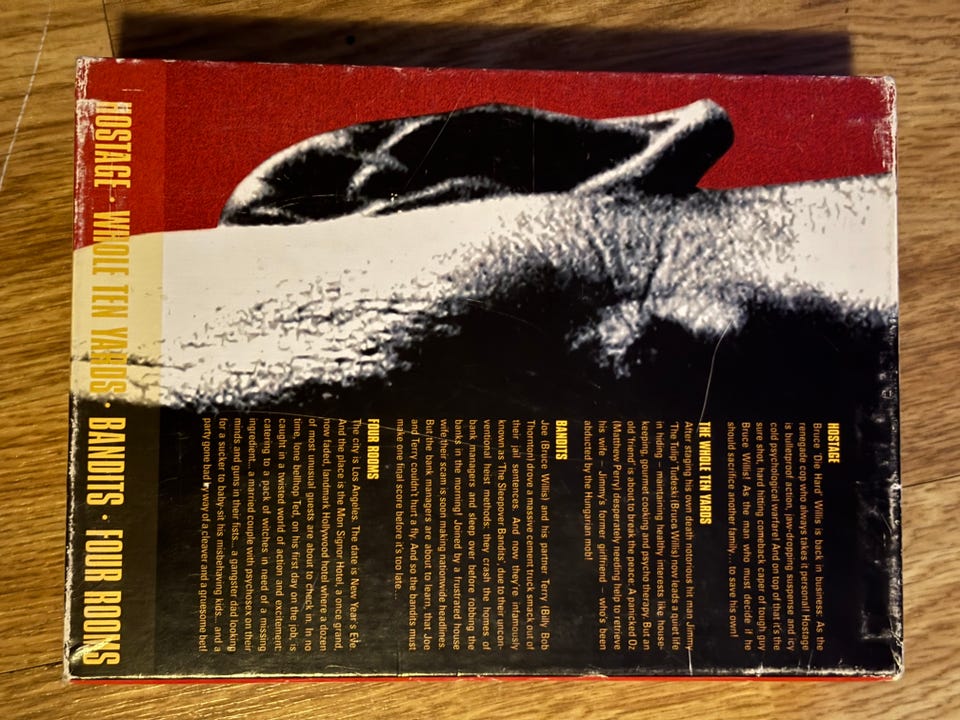 HOSTAGE
Bruce 'De Hard' Willis is back in business! As the
renegade cop who always takes it personal! Hostage
is bulletproof action, jaw-dropping suspense and icy
cold psychological warfare! And on top of that it's the
sure shot, hard hitting comeback caper of tough guy
Bruce Willis! As the man who must decide if he
should sacrifice another family... to save his own!
THE WHOLE TEN YARDS
After staging his own death notorious hit man Jimmy
'The Tulip' Tudeski (Bruce Willis) now leads a quiet life
in hiding – maintaining healthy interests like house-
keeping, gourmet cooking and psycho therapy. But an
old 'friend' is about to break the peace. A panicked Oz
(Matthew Perry) desperately needing help to retrieve
his wife – Jimmy's former girlfriend – who's been
abducted by the Hungarian mob!
BANDITS
Joe (Bruce Willis) and his partner Terry (Billy Bob
Thornton) drove a massive cement truck smack out of
their jail sentences. And now they're infamously
known as 'The Sleepover Bandits', due to their uncon-
ventional heist methods: they crash the homes of
bank managers and sleep over before robbing the
banks in the morning! Joined by a frustrated house
wife their scam is soon making nationwide headlines.
But the bank managers are about to learn, that Joe
and Terry couldn't hurt a fly. And so the bandits must
make one final score before it's too late...
FOUR ROOMS
The city is Los Angeles. The date is New Year's Eve.
And the place is the Mon Signor Hotel, a once grand,
now faded, landmark Hollywood hotel where a dozen
of most unusual guests are about to check in. In no
time, lone bellhop Ted, on his first day on the job, is
caught in a twisted world of action and excitement:
catering to a pack of witches in need of a missing
ingredient... a married couple with psychosex on their
minds and guns in their fists... a gangster dad looking
for a sucker to baby-sit his misbehaving kids... and a
party gone bad by way of a cleaver and a gruesome bet!
HOSTAGE · WHOLE TEN YARDS · BANDITS · FOUR ROOMS